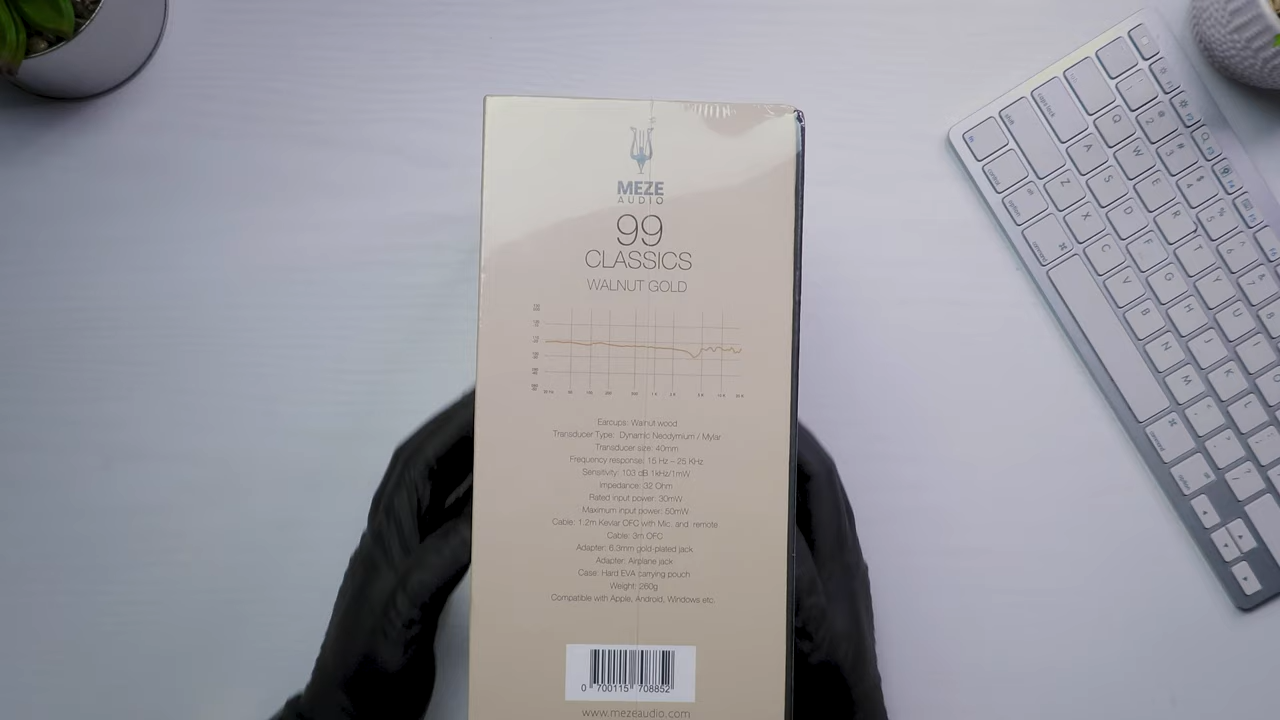 MEZE
AUDIO
99
CLASSICS
WALNUT GOLD
Earcups: Walnut wood
Transducer Type: Dynamic Neodymium / Mylar
Transducer size: 40mm
Frequency response: 15 Hz – 25 KHz
Sensitivity: 103 dB 1kHz/1mW
Impedance: 32 Ohm
Rated input power: 30mW
Maximum input power: 50mW
Cable: 1.2m Kevlar OFC with Mic. and remote
Cable: 3m OFC
Adapter: 6.3mm gold-plated jack
Adapter: Airplane jack
Case: Hard EVA carrying pouch
Weight: 260g
Compatible with Apple, Android, Windows etc.
0 700115 708852
www.mezeaudio.com